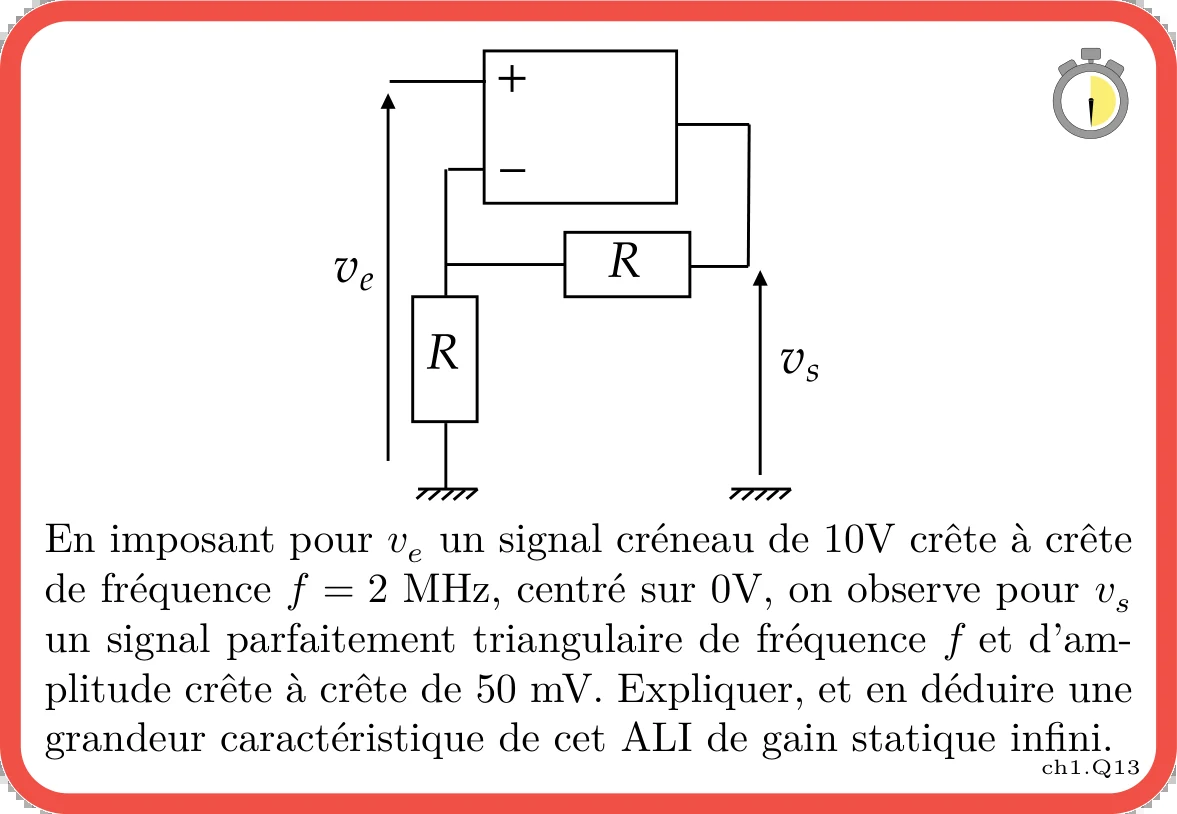 +
−
v_e
R
R
v_s
En imposant pour v_e un signal créneau de 10V crête à crête
de fréquence f = 2 MHz, centré sur 0V, on observe pour v_s
un signal parfaitement triangulaire de fréquence f et d'am-
plitude crête à crête de 50 mV. Expliquer, et en déduire une
grandeur caractéristique de cet ALI de gain statique infini.
ch1.Q13